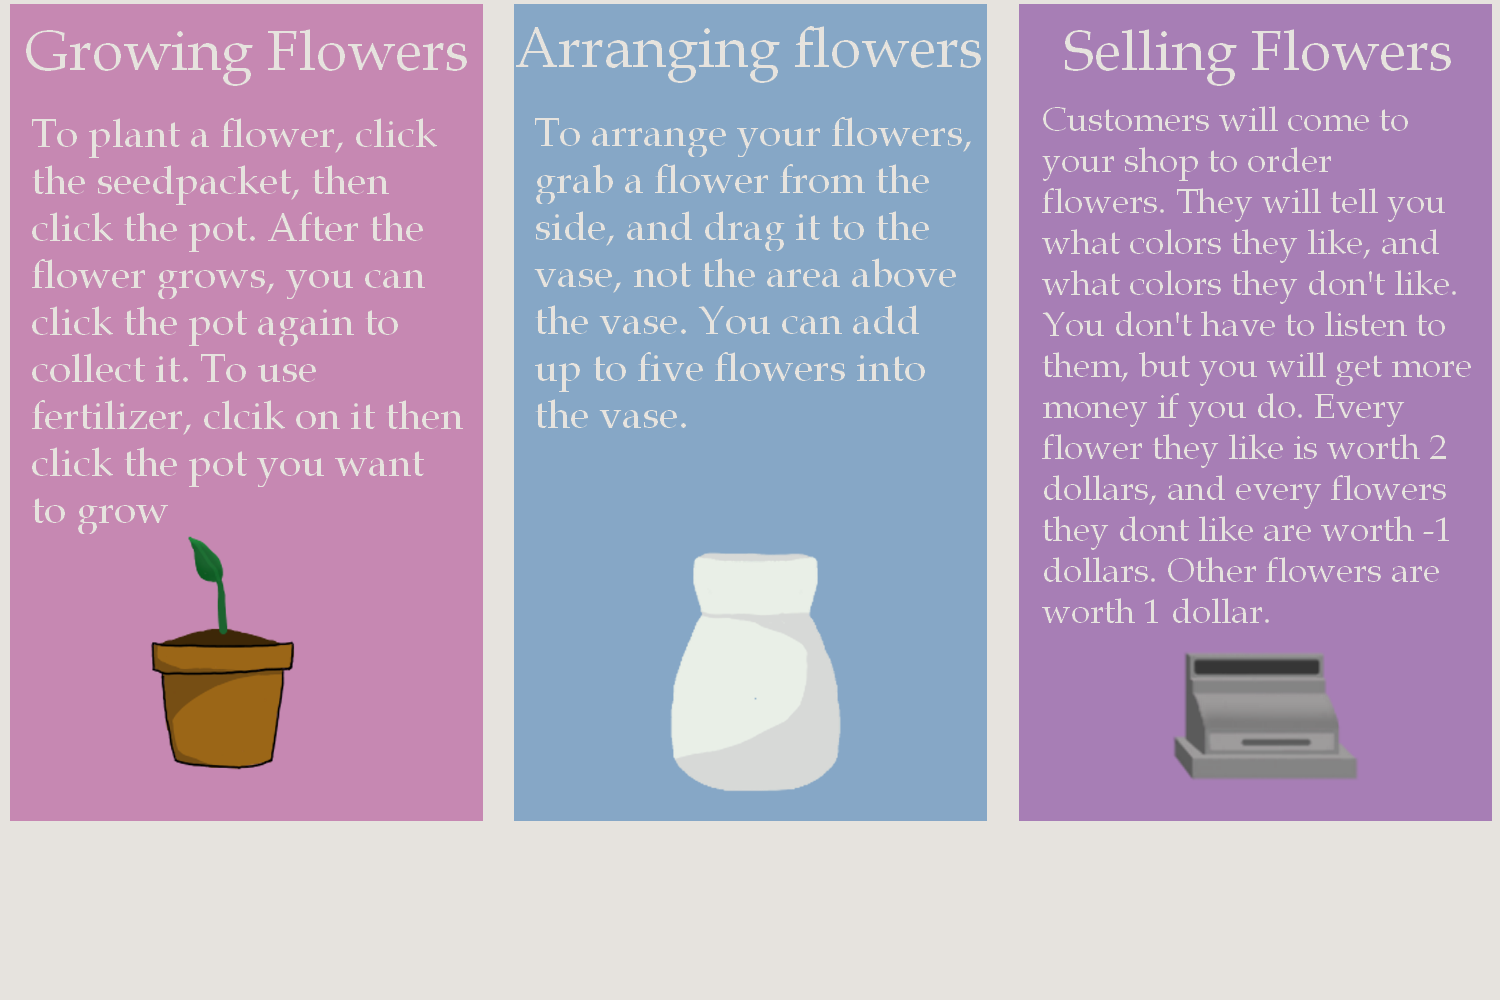 Growing Flowers
To plant a flower, click
the seedpacket, then
click the pot. After the
flower grows, you can
click the pot again to
collect it. To use
fertilizer, clcik on it then
click the pot you want
to grow
Arranging flowers
To arrange your flowers,
grab a flower from the
side, and drag it to the
vase, not the area above
the vase. You can add
up to five flowers into
the vase.
Selling Flowers
Customers will come to
your shop to order
flowers. They will tell you
what colors they like, and
what colors they don't like.
You don't have to listen to
them, but you will get more
money if you do. Every
flower they like is worth 2
dollars, and every flowers
they dont like are worth -1
dollars. Other flowers are
worth 1 dollar.